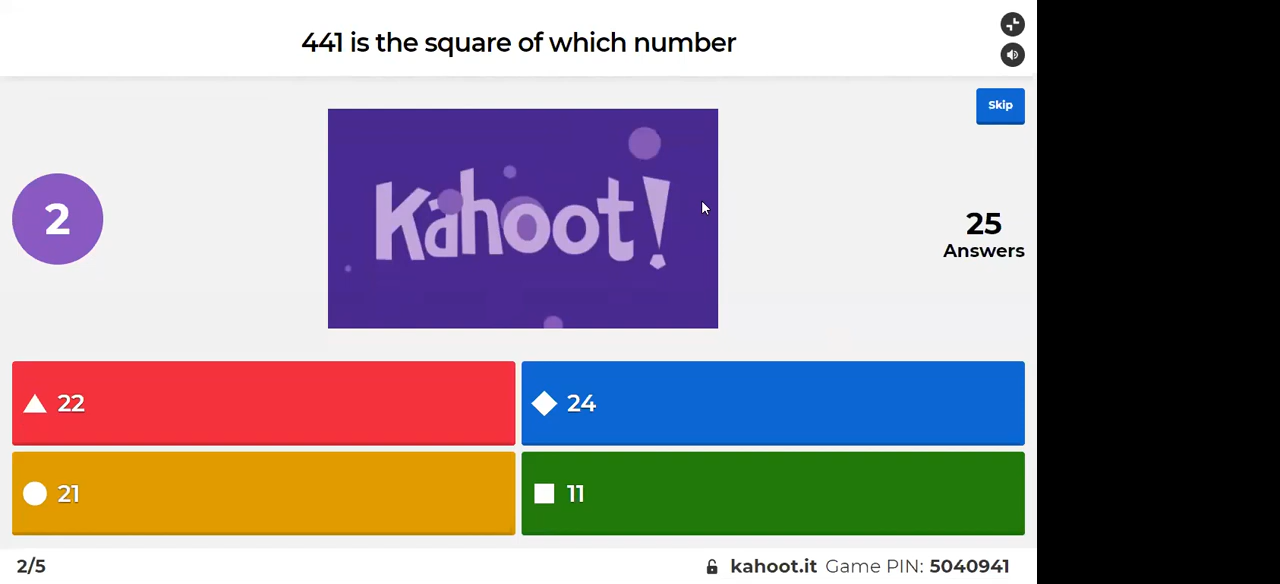 441 is the square of which number
Skip
2
Kahoot!
25
Answers
22
24
21
11
2/5
kahoot.it Game PIN: 5040941